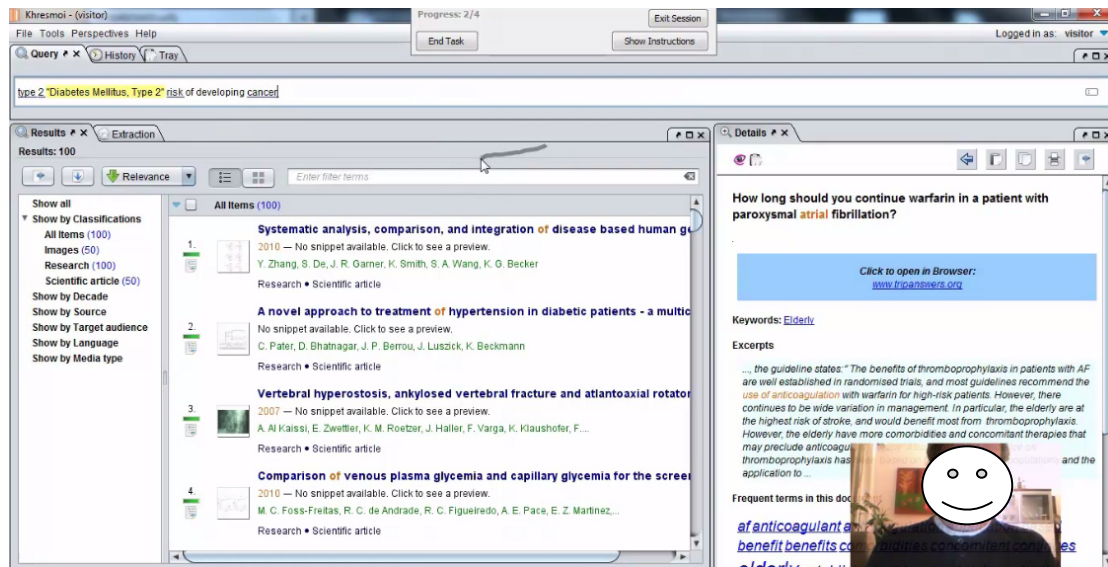 Khresmoi - (visitor)
Progress: 2/4
Exit Session
End Task
Show Instructions
File Tools Perspectives Help
Logged in as: visitor
Query
History
Tray
type 2 "Diabetes Mellitus, Type 2" risk of developing cancer
Results
Extraction
Results: 100
Relevance
Enter filter terms
Show all
Show by Classifications
All Items (100)
Images (50)
Research (100)
Scientific article (50)
Show by Decade
Show by Source
Show by Target audience
Show by Language
Show by Media type
All Items (100)
1.
Systematic analysis, comparison, and integration of disease based human
2010 — No snippet available. Click to see a preview.
Y. Zhang, S. De, J. R. Garner, K. Smith, S. A. Wang, K. G. Becker
Research • Scientific article
2.
A novel approach to treatment of hypertension in diabetic patients - a
No snippet available. Click to see a preview.
C. Pater, D. Bhatnagar, J. P. Berrou, J. Luszick, K. Beckmann
Research • Scientific article
3.
Vertebral hyperostosis, ankylosed vertebral fracture and atlantoaxial
2007 — No snippet available. Click to see a preview.
A. Al Kaissi, E. Zwettler, K. M. Roetzer, J. Haller, F. Varga, K. Klaushofer, F....
Research • Scientific article
4.
Comparison of venous plasma glycemia and capillary glycemia for the
2010 — No snippet available. Click to see a preview.
M. C. Foss-Freitas, R. C. de Andrade, R. C. Figueiredo, A. E. Pace, E. Z. Martinez,...
Research • Scientific article
Details
How long should you continue warfarin in a patient with
paroxysmal atrial fibrillation?
Click to open in Browser:
www.tripanswers.org
Keywords: Elderly
Excerpts
..., the guideline states:" The benefits of thromboprophylaxis in patients with AF
are well established in randomised trials, and most guidelines recommend the
use of anticoagulation with warfarin for high-risk patients. However, there
continues to be wide variation in management. In particular, the elderly are at
the highest risk of stroke, and would benefit most from thromboprophylaxis.
However, the elderly have more comorbidities and concomitant therapies that
may preclude
thromboprophylaxis has and the
application to ...
Frequent terms in this
af anticoagulant
benefit benefits comorbidities concomitent
elderly